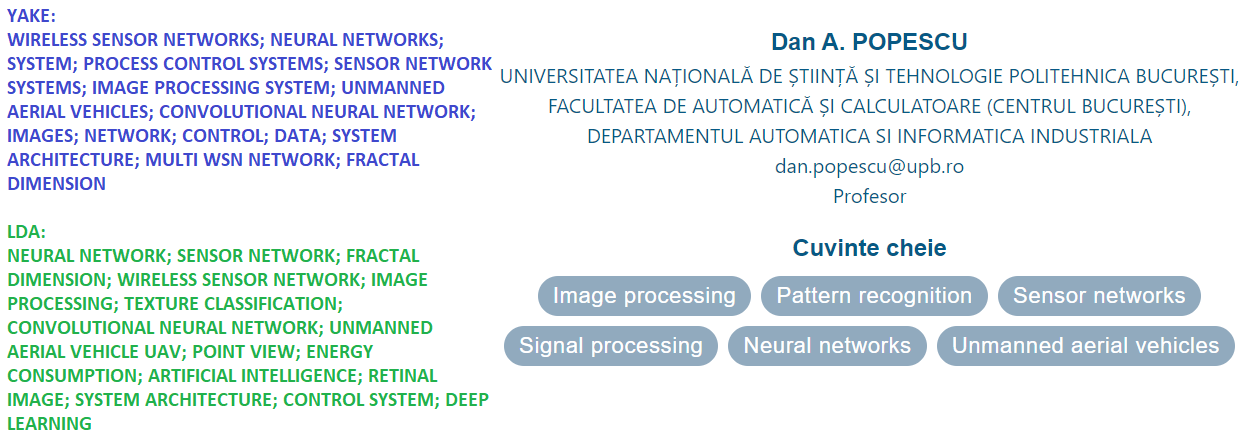 YAKE:
WIRELESS SENSOR NETWORKS; NEURAL NETWORKS;
SYSTEM; PROCESS CONTROL SYSTEMS; SENSOR NETWORK
SYSTEMS; IMAGE PROCESSING SYSTEM; UNMANNED
AERIAL VEHICLES; CONVOLUTIONAL NEURAL NETWORK;
IMAGES; NETWORK; CONTROL; DATA; SYSTEM
ARCHITECTURE; MULTI WSN NETWORK; FRACTAL
DIMENSION
LDA:
NEURAL NETWORK; SENSOR NETWORK; FRACTAL
DIMENSION; WIRELESS SENSOR NETWORK; IMAGE
PROCESSING; TEXTURE CLASSIFICATION;
CONVOLUTIONAL NEURAL NETWORK; UNMANNED
AERIAL VEHICLE UAV; POINT VIEW; ENERGY
CONSUMPTION; ARTIFICIAL INTELLIGENCE; RETINAL
IMAGE; SYSTEM ARCHITECTURE; CONTROL SYSTEM; DEEP
LEARNING
Dan A. POPESCU
UNIVERSITATEA NAȚIONALĂ DE ȘTIINȚĂ ȘI TEHNOLOGIE POLITEHNICA BUCUREȘTI,
FACULTATEA DE AUTOMATICĂ ȘI CALCULATOARE (CENTRUL BUCUREȘTI),
DEPARTAMENTUL AUTOMATICA SI INFORMATICA INDUSTRIALA
dan.popescu@upb.ro
Profesor
Cuvinte cheie
Image processing Pattern recognition Sensor networks
Signal processing Neural networks Unmanned aerial vehicles